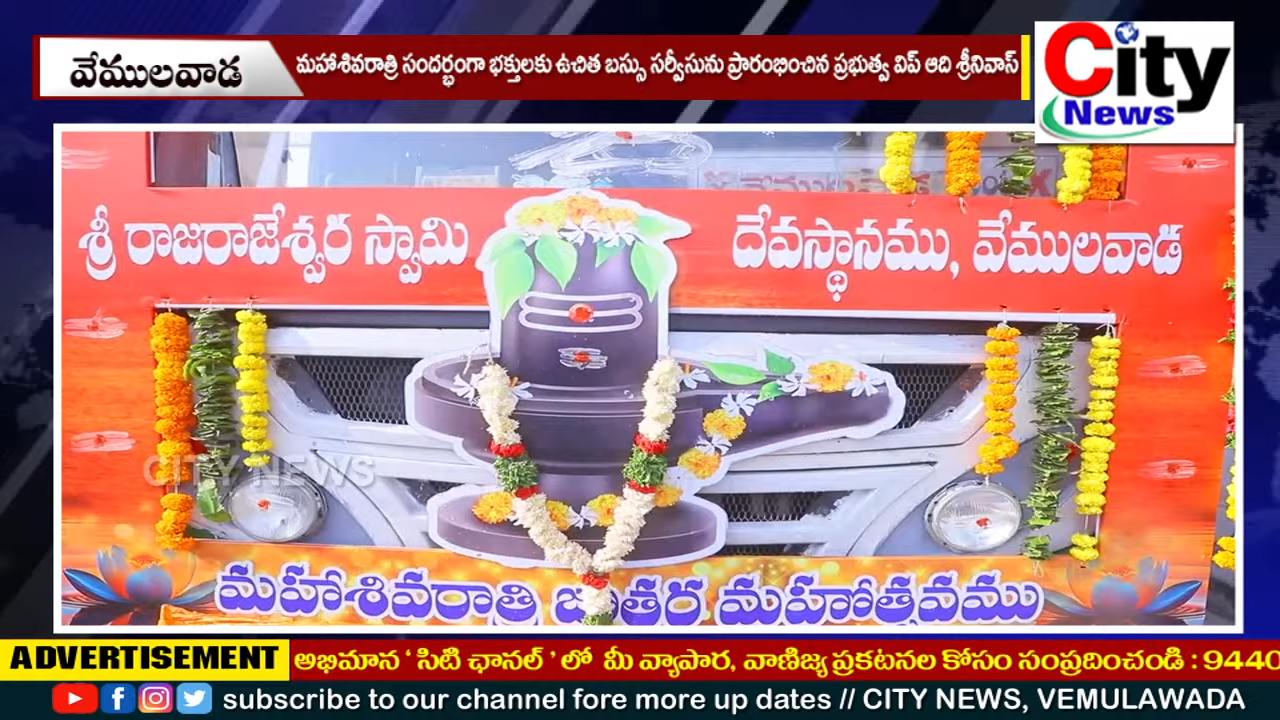 వేములవాడ
మహాశివరాత్రి సందర్భంగా భక్తులకు ఉచిత బస్సు సర్వీసును ప్రారంభించిన ప్రభుత్వ విప్ ఆది శ్రీనివాస్
City
News
శ్రీ రాజరాజేశ్వర స్వామి దేవస్థానము, వేములవాడ
CITY NEWS
మహాశివరాత్రి జాతర మహోత్సవము
ADVERTISEMENT అభిమాన ‘ సిటి ఛానల్ ’ లో మీ వ్యాపార, వాణిజ్య ప్రకటనల కోసం సంప్రదించండి : 9440
subscribe to our channel fore more up dates // CITY NEWS, VEMULAWADA